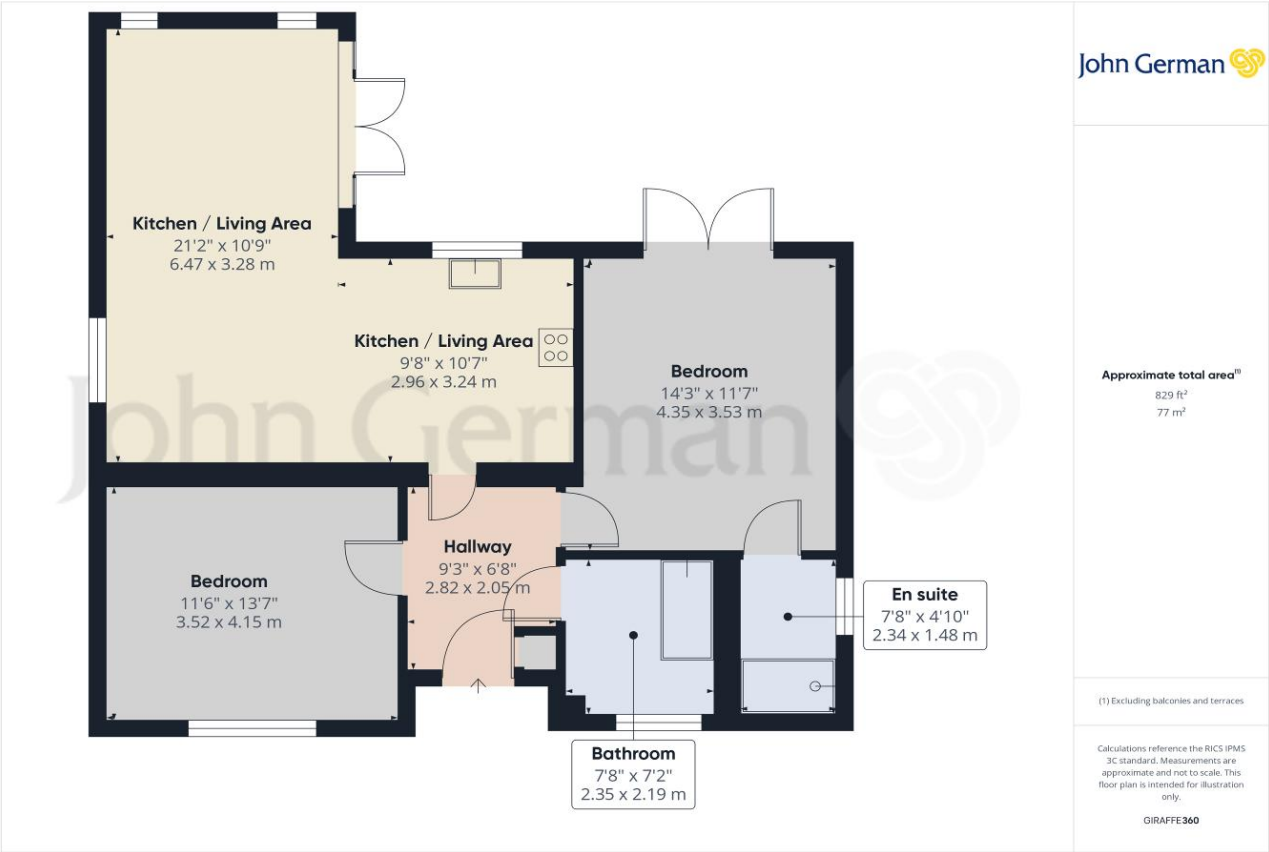 John German
Kitchen / Living Area
21'2" x 10'9"
6.47 x 3.28 m
Kitchen / Living Area
9'8" x 10'7"
2.96 x 3.24 m
Bedroom
14'3" x 11'7"
4.35 x 3.53 m
John German
Hallway
9'3" x 6'8"
2.82 x 2.05 m
Bedroom
11'6" x 13'7"
3.52 x 4.15 m
En suite
7'8" x 4'10"
2.34 x 1.48 m
Bathroom
7'8" x 7'2"
2.35 x 2.19 m
Approximate total area⁽¹⁾
829 ft²
77 m²
(1) Excluding balconies and terraces
Calculations reference the RICS IPMS
3C standard. Measurements are
approximate and not to scale. This
floor plan is intended for illustration
only.
GIRAFFE360